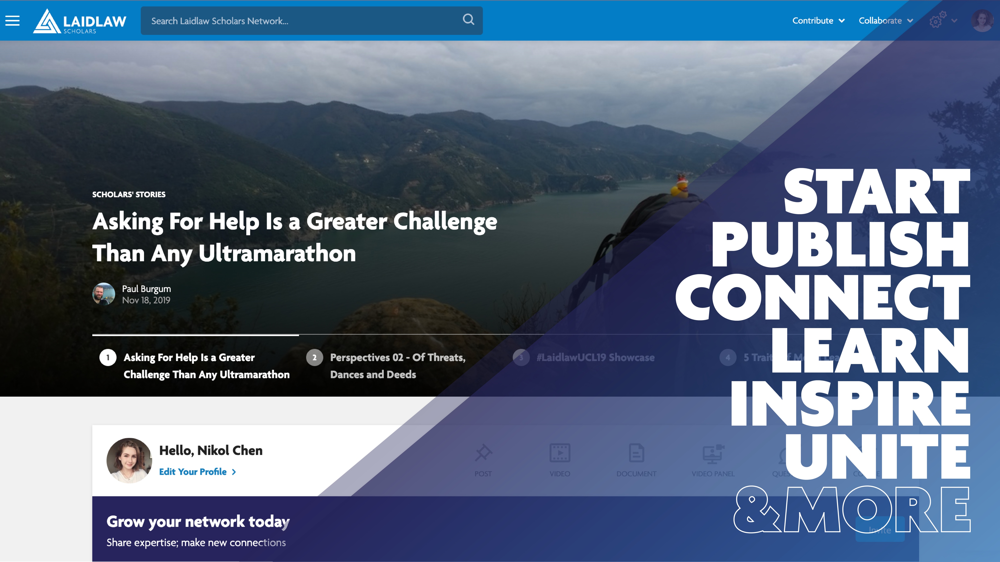 LAIDLAW
SCHOLARS
Search Laidlaw Scholars Network...
Contribute
Collaborate
SCHOLARS' STORIES
Asking For Help Is a Greater Challenge
Than Any Ultramarathon
Paul Burgum
Nov 18, 2019
1 Asking For Help Is a Greater
Challenge Than Any Ultramarathon
2 Perspectives 02 - Of Threats,
Dances and Deeds
3 #LaidlawUCL19 Showcase
4 5
Hello, Nikol Chen
Edit Your Profile
POST
VIDEO
DOCUMENT
VIDEO PANEL
Grow your network today
Share expertise; make new connections
Invite
START
PUBLISH
CONNECT
LEARN
INSPIRE
UNITE
&MORE